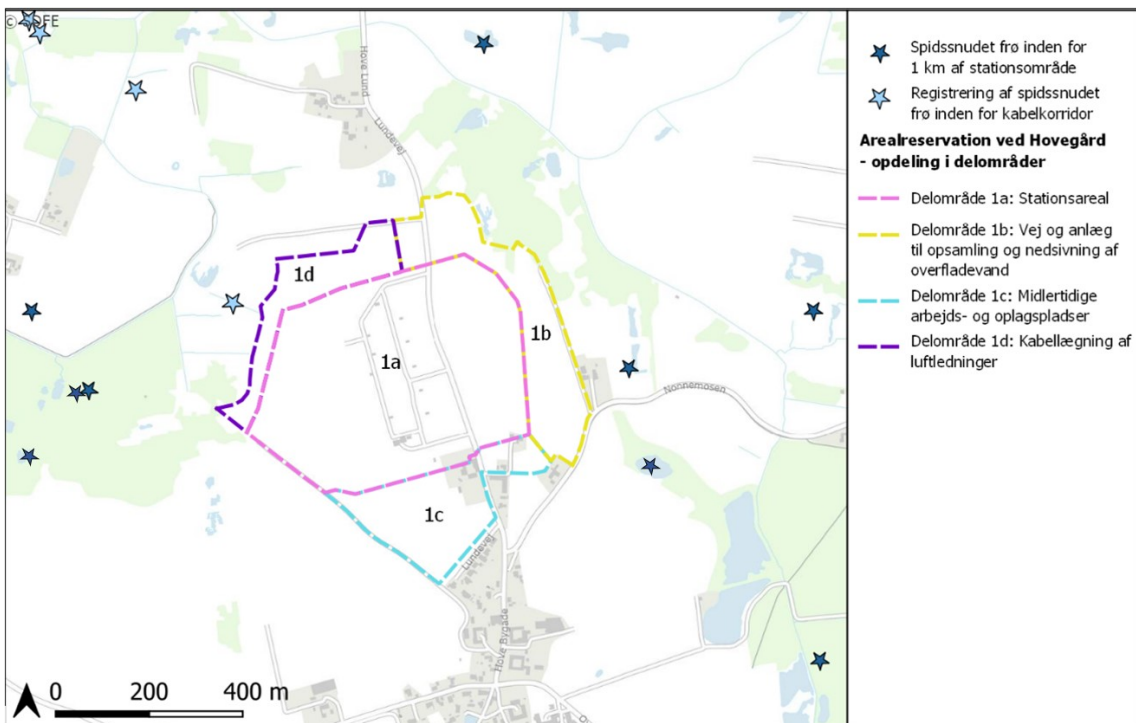 © SDFE
Hove Lund
Lundevej
1d
1b
1a
Nonnemosen
1c
Lundevej
Hove Bygade
0 200 400 m
Spidssnudet frø inden for
1 km af stationsområde
Registrering af spidssnudet
frø inden for kabelkorridor
Arealreservation ved Hovegård
- opdeling i delområder
Delområde 1a: Stationsareal
Delområde 1b: Vej og anlæg
til opsamling og nedsivning af
overfladevand
Delområde 1c: Midlertidige
arbejds- og oplagspladser
Delområde 1d: Kabellægning af
luftledninger